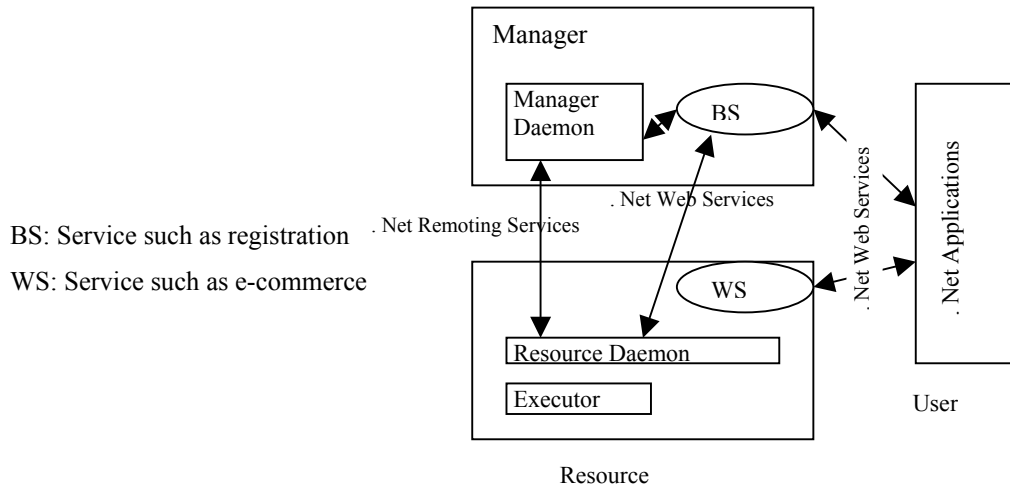 Manager
Manager
Daemon
BS
. Net Web Services
. Net Remoting Services
BS: Service such as registration
WS: Service such as e-commerce
WS
Resource Daemon
Executor
. Net Web Services
. Net Applications
User
Resource